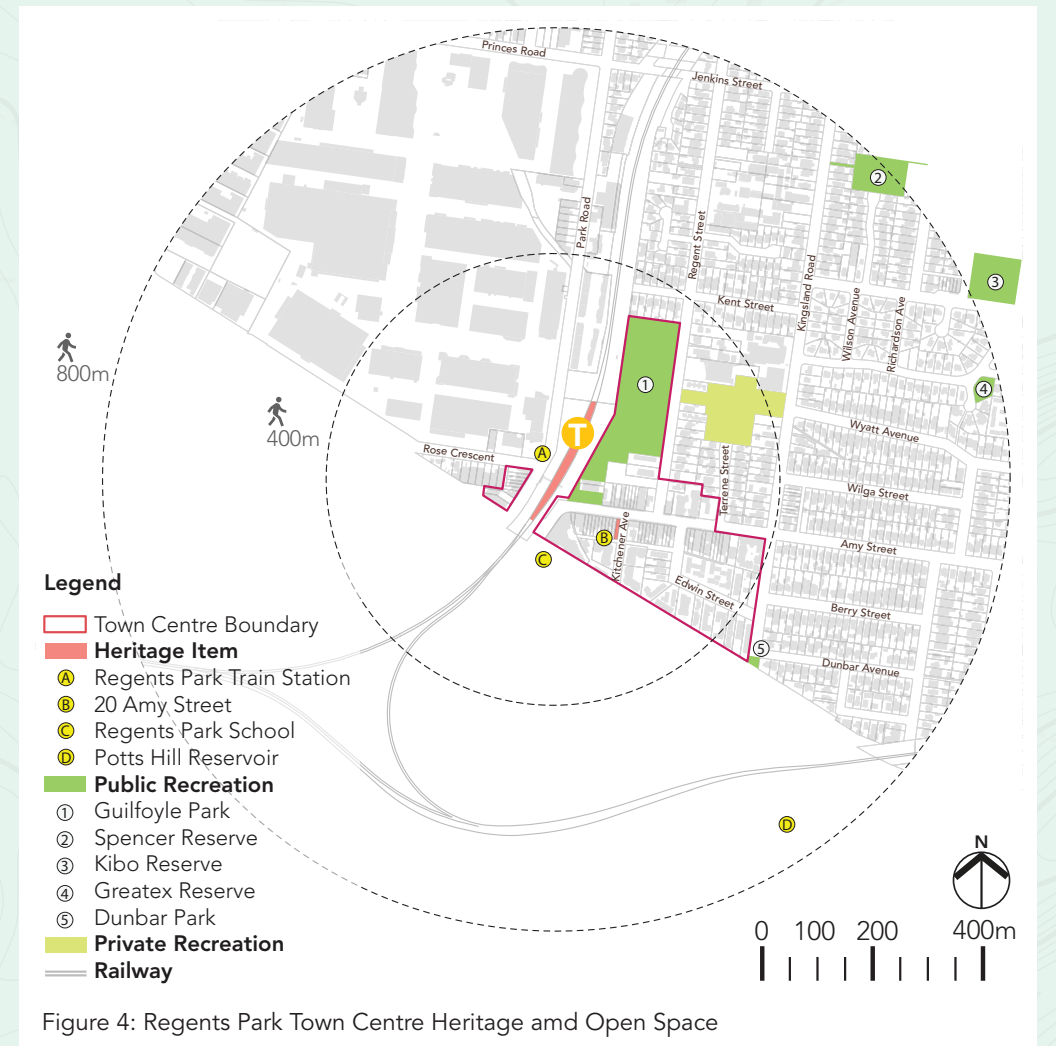 Princes Road
Jenkins Street
2
Park Road
Regent Street
3
Kingsland Road
Kent Street
Wilson Avenue
Richardson Ave
800m
1
4
400m
T
Wyatt Avenue
A
Rose Crescent
Terrene Street
Wilga Street
B
Kitchener Ave
Amy Street
C
Edwin Street
Berry Street
5
Dunbar Avenue
Legend
Town Centre Boundary
Heritage Item
A Regents Park Train Station
B 20 Amy Street
C Regents Park School
D Potts Hill Reservoir
Public Recreation
1 Guilfoyle Park
2 Spencer Reserve
3 Kibo Reserve
4 Greatex Reserve
5 Dunbar Park
Private Recreation
Railway
D
N
0 100 200 400m
Figure 4: Regents Park Town Centre Heritage amd Open Space